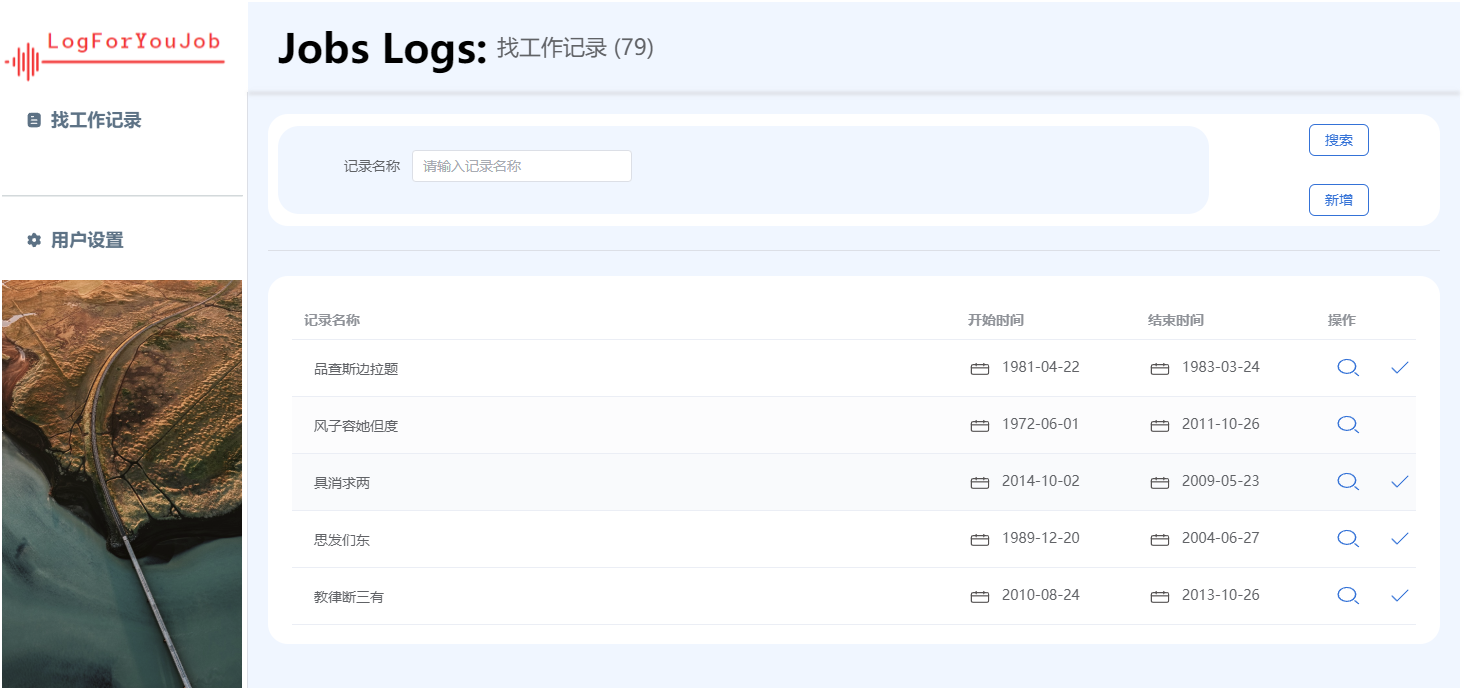 LogForYouJob
找工作记录
用户设置
Jobs Logs: 找工作记录 (79)
记录名称 请输入记录名称
搜索
新增
记录名称 开始时间 结束时间 操作
品查斯边拉题 1981-04-22 1983-03-24
风子容她但度 1972-06-01 2011-10-26
具消求两 2014-10-02 2009-05-23
思发们东 1989-12-20 2004-06-27
教律断三有 2010-08-24 2013-10-26